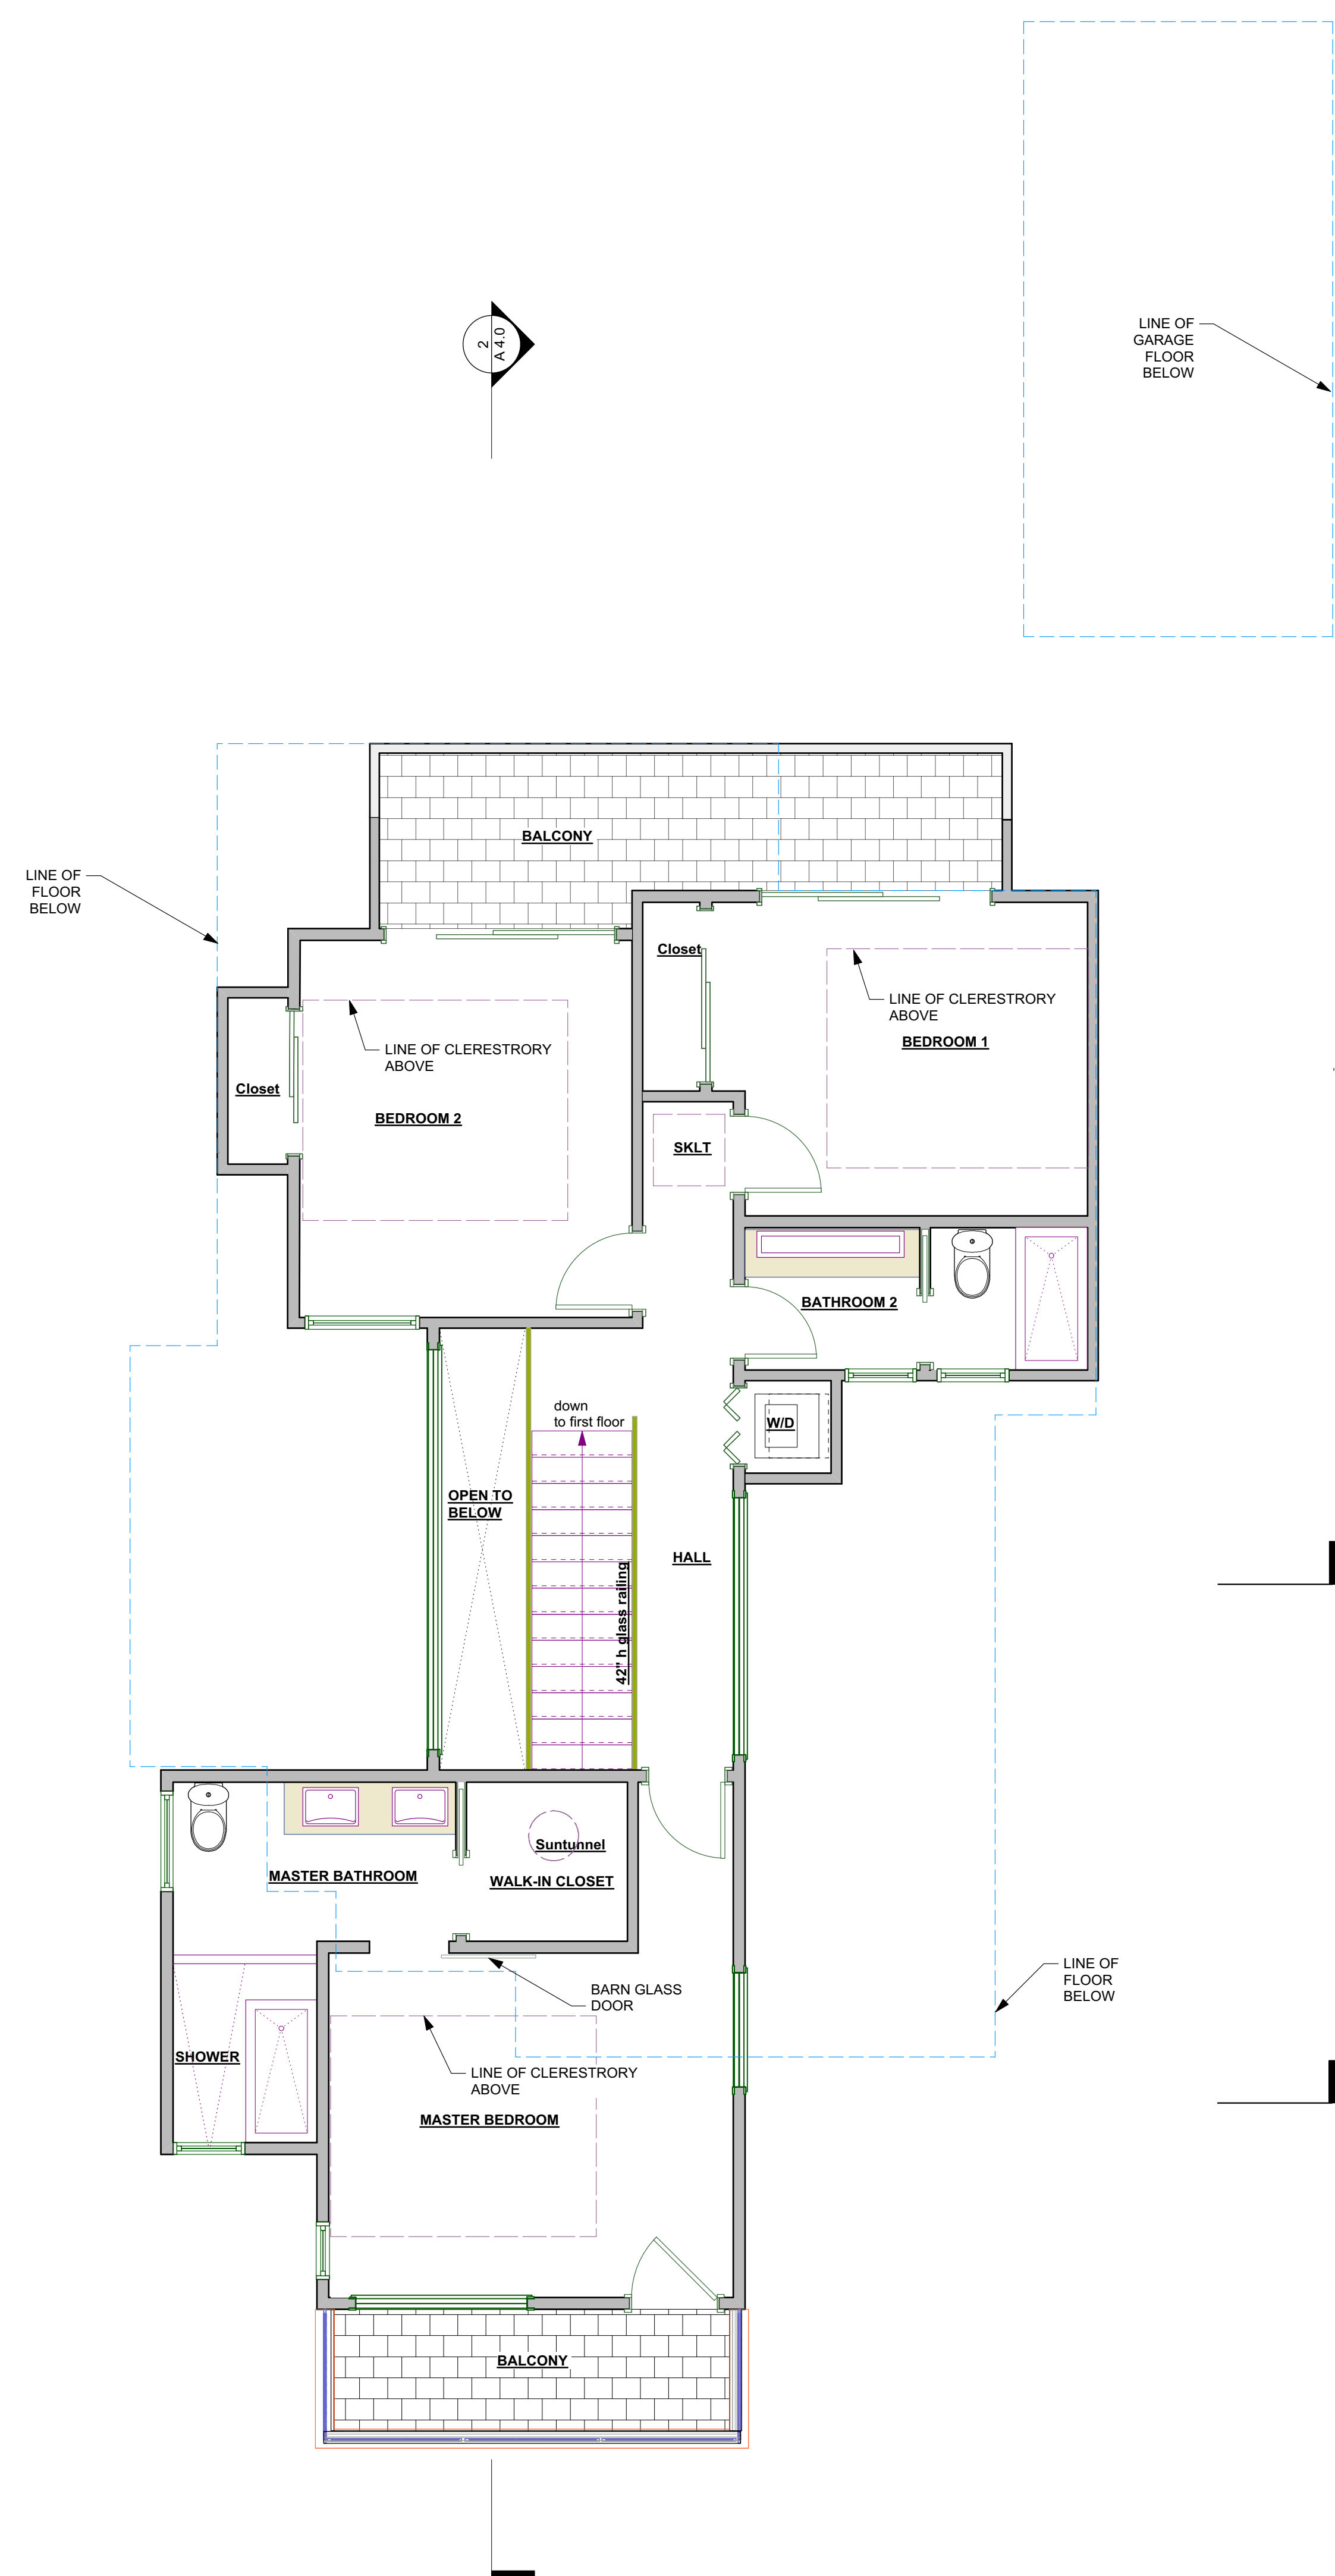 LINE OF
GARAGE
FLOOR
BELOW
2
A 4.0
BALCONY
LINE OF
FLOOR
BELOW
Closet
LINE OF CLERESTRORY
ABOVE
BEDROOM 1
LINE OF CLERESTRORY
ABOVE
Closet
BEDROOM 2
SKLT
BATHROOM 2
down
to first floor
W/D
OPEN TO
BELOW
HALL
42" h glass railing
Suntunnel
MASTER BATHROOM
WALK-IN CLOSET
LINE OF
FLOOR
BELOW
BARN GLASS
DOOR
SHOWER
LINE OF CLERESTRORY
ABOVE
MASTER BEDROOM
BALCONY